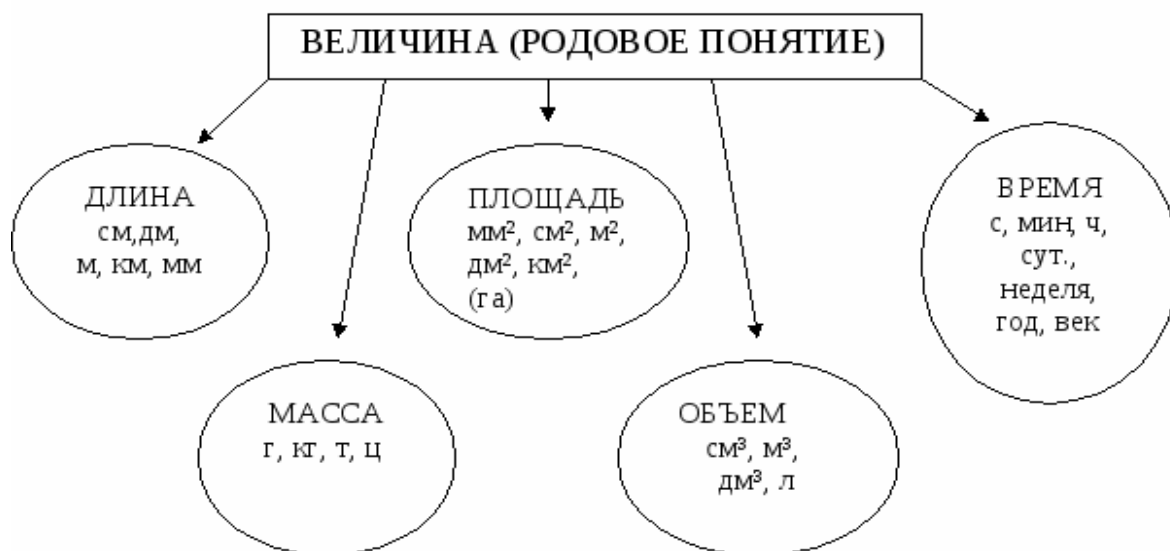 ВЕЛИЧИНА (РОДОВОЕ ПОНЯТИЕ)
ДЛИНА
см,дм,
м, км, мм
ПЛОЩАДЬ
мм², см², м²,
дм², км²,
(га)
ВРЕМЯ
с, мин, ч,
сут.,
неделя,
год, век
МАССА
г, кг, т, ц
ОБЪЕМ
см³, м³,
дм³, л